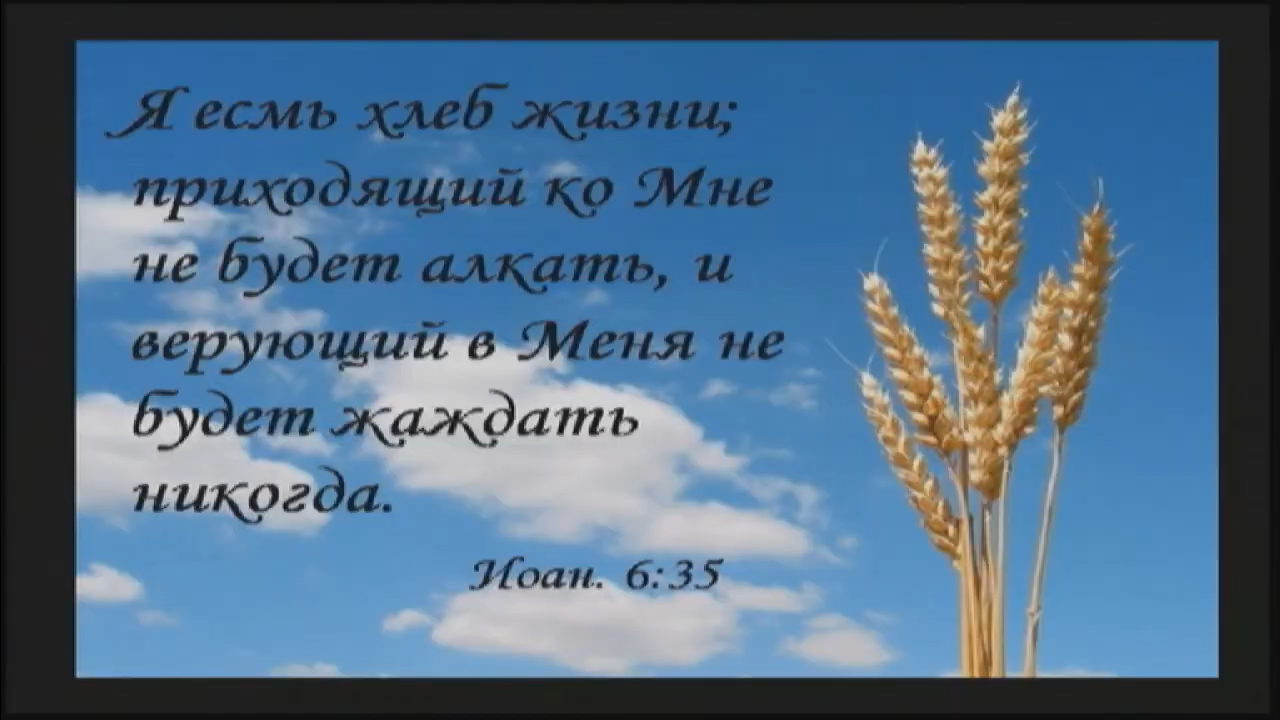 Я есмь хлеб жизни;
приходящий ко Мне
не будет алкать, и
верующий в Меня не
будет жаждать
никогда.
Иоан. 6:35